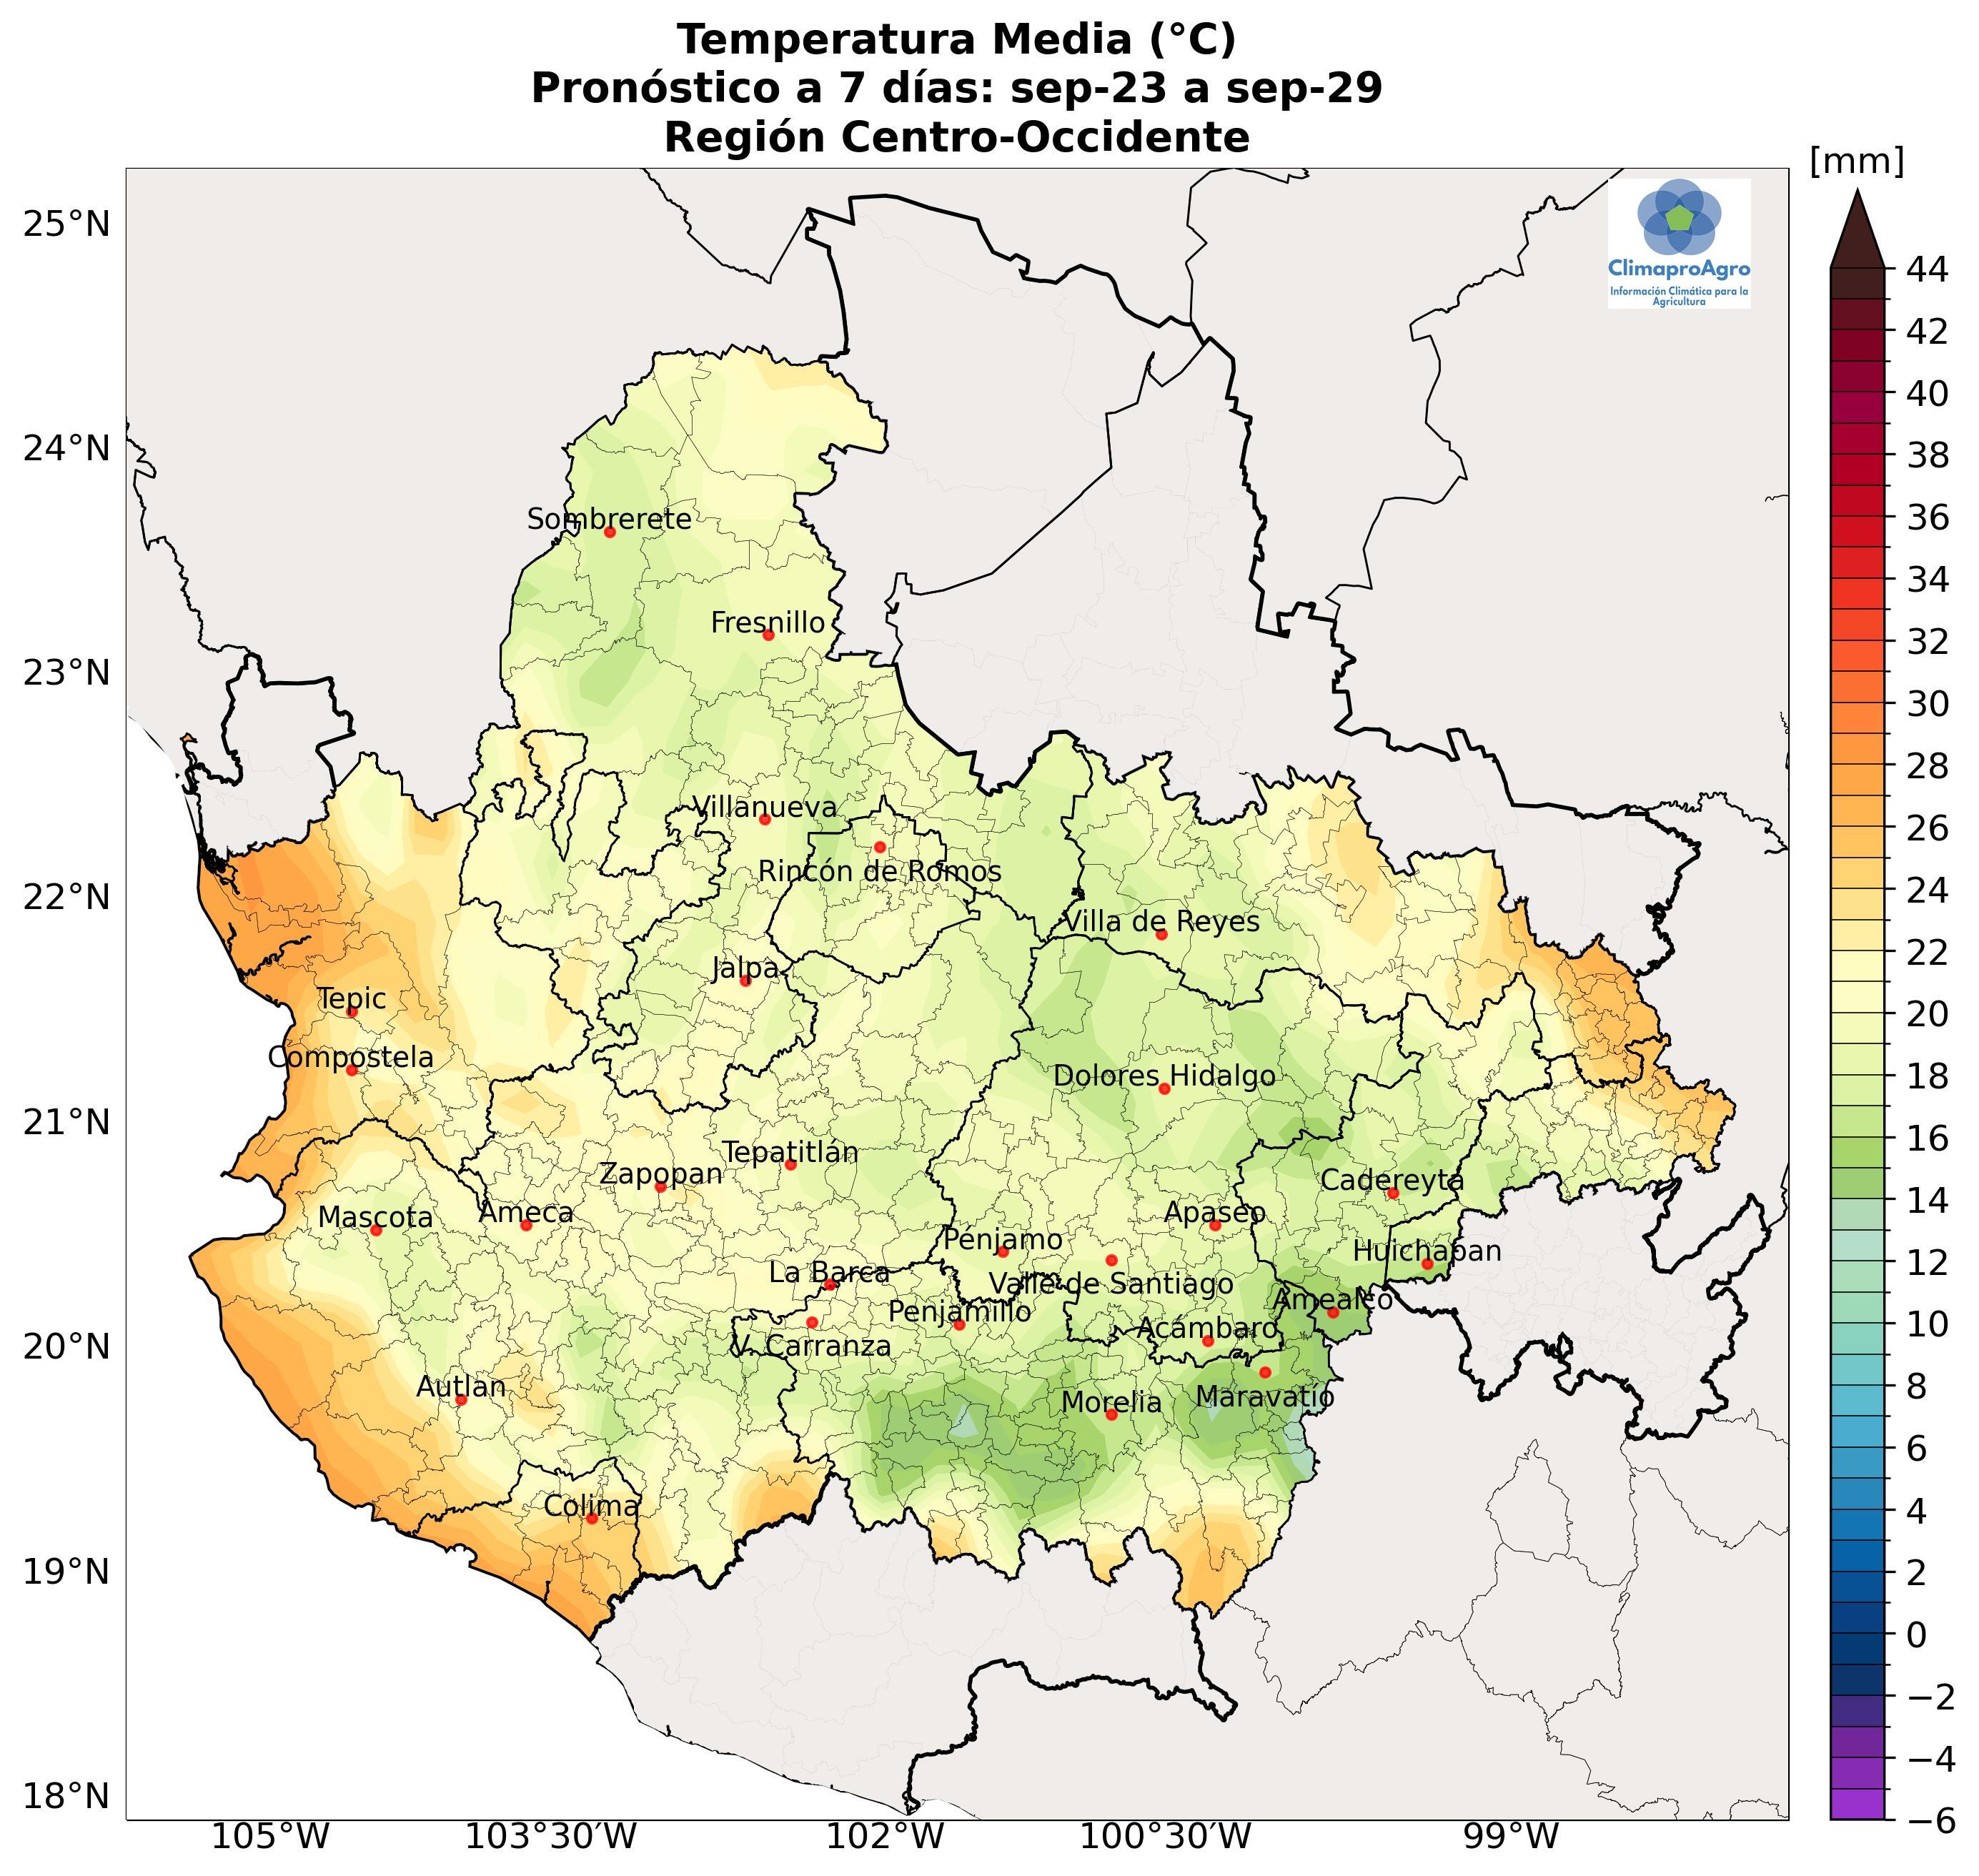 Temperatura Media (°C)
Pronóstico a 7 días: sep-23 a sep-29
Región Centro-Occidente
[mm]
ClimaproAgro
Información Climática para la
Agricultura
25°N
24°N
23°N
22°N
21°N
20°N
19°N
18°N
Sombrerete
Fresnillo
Villanueva
Rincón de Romos
Villa de Reyes
Jalpa
Tepic
Compostela
Dolores Hidalgo
Tepatitlán
Zapopan
Cadereyta
Mascota
Ameca
Apaseo
Pénjamo
Huichapan
La Barca
Valle de Santiago
Amealco
Penjamillo
Acámbaro
V. Carranza
Autlan
Morelia
Maravatío
Colima
105°W
103°30′W
102°W
100°30′W
99°W
44
42
40
38
36
34
32
30
28
26
24
22
20
18
16
14
12
10
8
6
4
2
0
−2
−4
−6